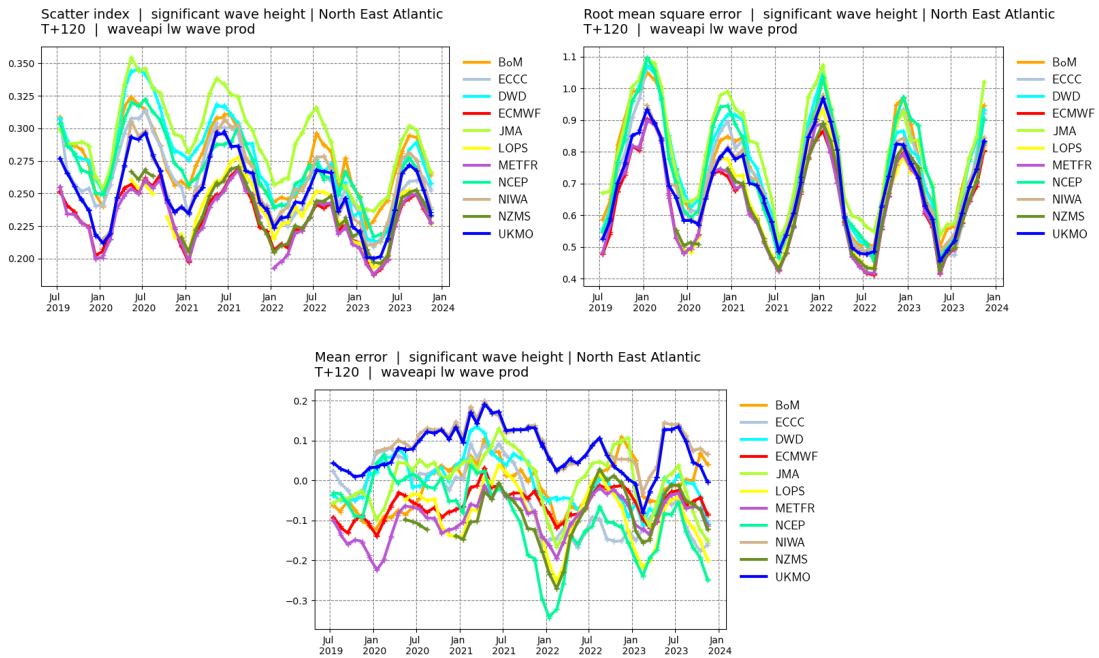 Scatter index | significant wave height | North East Atlantic
T+120 | waveapi lw wave prod
0.350
0.325
0.300
0.275
0.250
0.225
0.200
Jul 2019
Jan 2020
Jul 2020
Jan 2021
Jul 2021
Jan 2022
Jul 2022
Jan 2023
Jul 2023
Jan 2024
BoM
ECCC
DWD
ECMWF
JMA
LOPS
METFR
NCEP
NIWA
NZMS
UKMO
Root mean square error | significant wave height | North East Atlantic
T+120 | waveapi lw wave prod
1.1
1.0
0.9
0.8
0.7
0.6
0.5
0.4
Jul 2019
Jan 2020
Jul 2020
Jan 2021
Jul 2021
Jan 2022
Jul 2022
Jan 2023
Jul 2023
Jan 2024
BoM
ECCC
DWD
ECMWF
JMA
LOPS
METFR
NCEP
NIWA
NZMS
UKMO
Mean error | significant wave height | North East Atlantic
T+120 | waveapi lw wave prod
0.2
0.1
0.0
−0.1
−0.2
−0.3
Jul 2019
Jan 2020
Jul 2020
Jan 2021
Jul 2021
Jan 2022
Jul 2022
Jan 2023
Jul 2023
Jan 2024
BoM
ECCC
DWD
ECMWF
JMA
LOPS
METFR
NCEP
NIWA
NZMS
UKMO